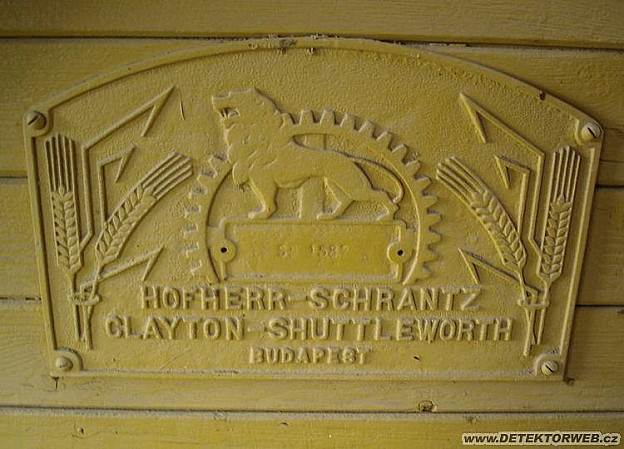 HOFHERR-SCHRANTZ
CLAYTON-SHUTTLEWORTH
BUDAPEST
www.DETEKTORWEB.cz